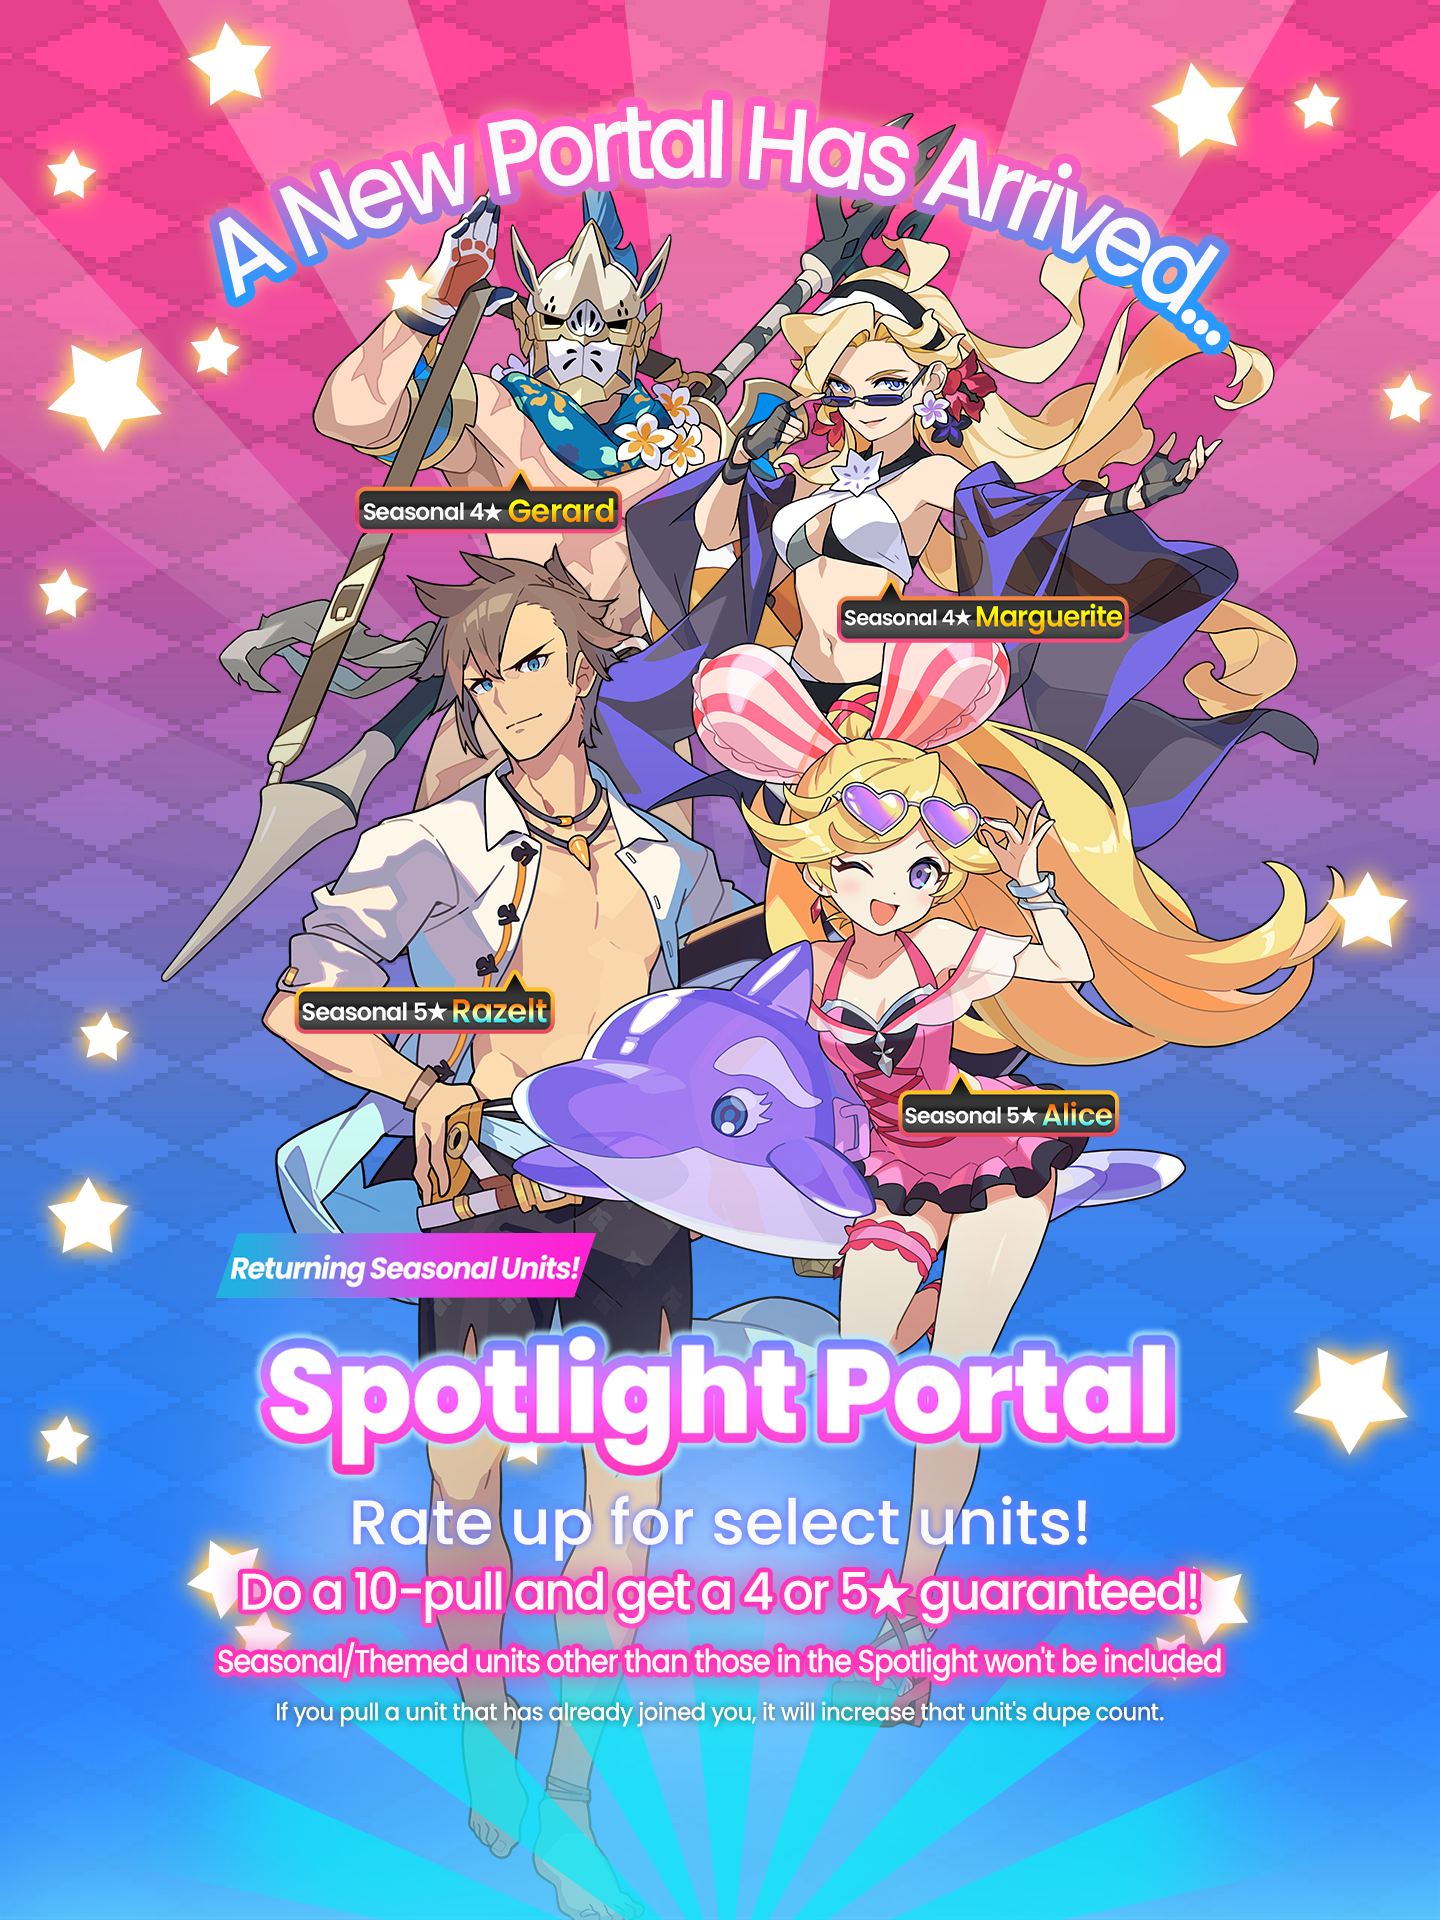 A New Portal Has Arrived...
Seasonal 4★ Gerard
Seasonal 4★ Marguerite
Seasonal 5★ Razelt
Seasonal 5★ Alice
Returning Seasonal Units!
Spotlight Portal
Rate up for select units!
Do a 10-pull and get a 4 or 5★ guaranteed!
Seasonal/Themed units other than those in the Spotlight won't be included
If you pull a unit that has already joined you, it will increase that unit's dupe count.